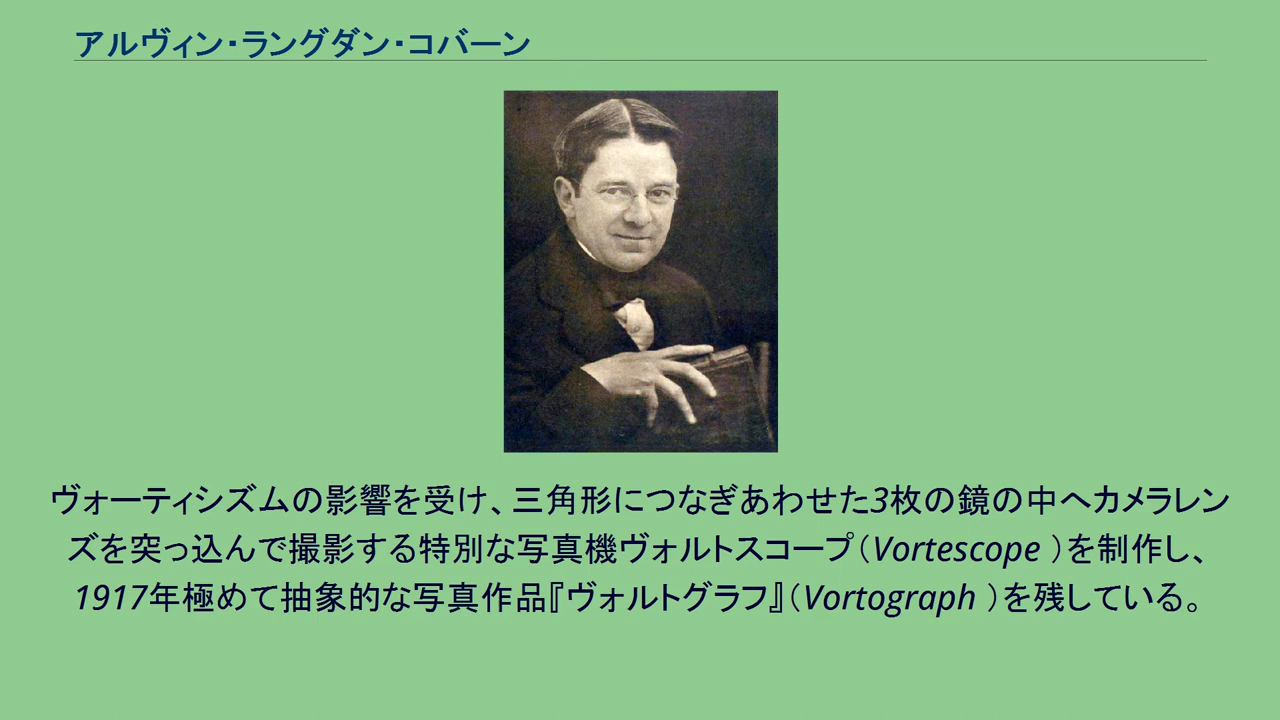 アルヴィン・ラングダン・コバーン
ヴォーティシズムの影響を受け、三角形につなぎあわせた3枚の鏡の中へカメラレン
ズを突っ込んで撮影する特別な写真機ヴォルトスコープ（Vortescope ）を制作し、
1917年極めて抽象的な写真作品『ヴォルトグラフ』（Vortograph ）を残している。